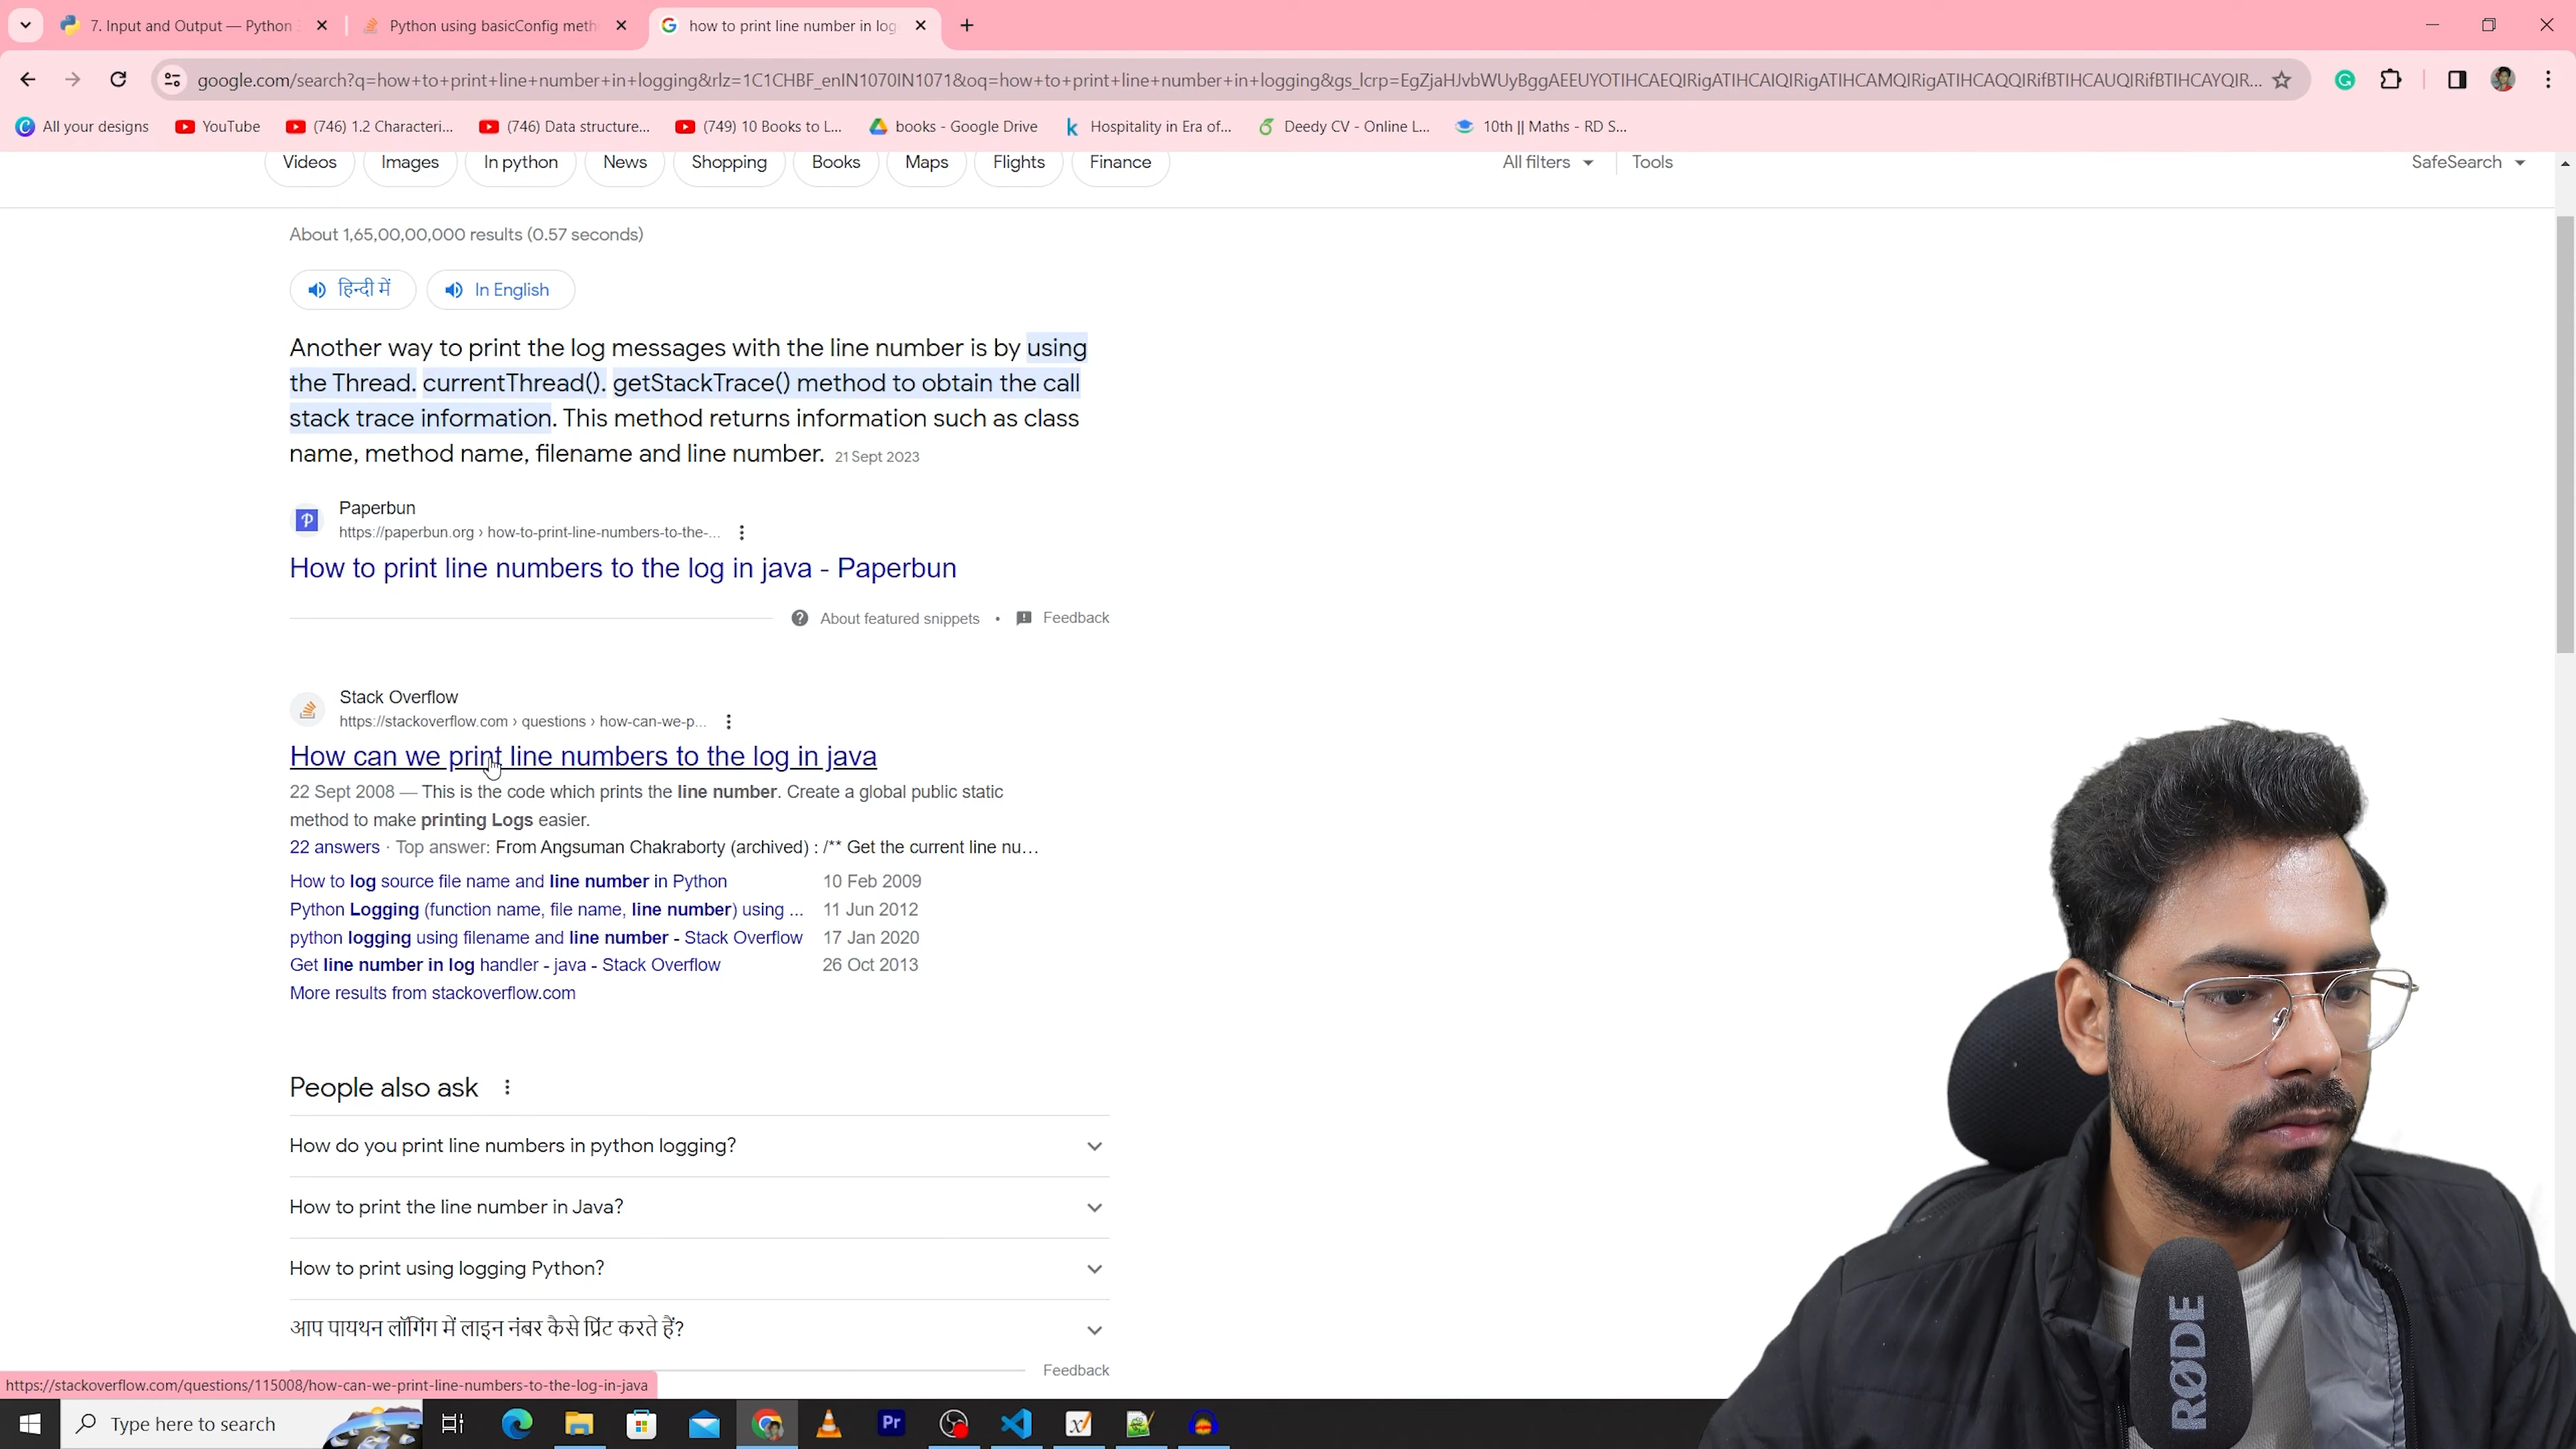 7. Input and Output — Python
Python using basicConfig meth
how to print line number in log
google.com/search?q=how+to+print+line+number+in+logging&rlz=1C1CHBF_enIN1070IN1071&oq=how+to+print+line+number+in+logging&gs_lcrp=EgZjaHJvbWUyBggAEEUYOTIHCAEQIRigATIHCAIQIRigATIHCAMQIRigATIHCAQQIRifBTIHCAUQIRifBTIHCAYQIR...
All your designs YouTube (746) 1.2 Characteri... (746) Data structure... (749) 10 Books to L... books - Google Drive Hospitality in Era of... Deedy CV - Online L... 10th || Maths - RD S...
Videos Images In python News Shopping Books Maps Flights Finance All filters Tools SafeSearch
About 1,65,00,00,000 results (0.57 seconds)
हिन्दी में In English
Another way to print the log messages with the line number is by using
the Thread. currentThread(). getStackTrace() method to obtain the call
stack trace information. This method returns information such as class
name, method name, filename and line number. 21 Sept 2023
Paperbun
https://paperbun.org › how-to-print-line-numbers-to-the-...
How to print line numbers to the log in java - Paperbun
About featured snippets • Feedback
Stack Overflow
https://stackoverflow.com › questions › how-can-we-p...
How can we print line numbers to the log in java
22 Sept 2008 — This is the code which prints the line number. Create a global public static
method to make printing Logs easier.
22 answers · Top answer: From Angsuman Chakraborty (archived) : /** Get the current line nu...
How to log source file name and line number in Python 10 Feb 2009
Python Logging (function name, file name, line number) using ... 11 Jun 2012
python logging using filename and line number - Stack Overflow 17 Jan 2020
Get line number in log handler - java - Stack Overflow 26 Oct 2013
More results from stackoverflow.com
People also ask
How do you print line numbers in python logging?
How to print the line number in Java?
How to print using logging Python?
आप पायथन लॉगिंग में लाइन नंबर कैसे प्रिंट करते हैं?
Feedback
https://stackoverflow.com/questions/115008/how-can-we-print-line-numbers-to-the-log-in-java
Type here to search
Pr
RØDE